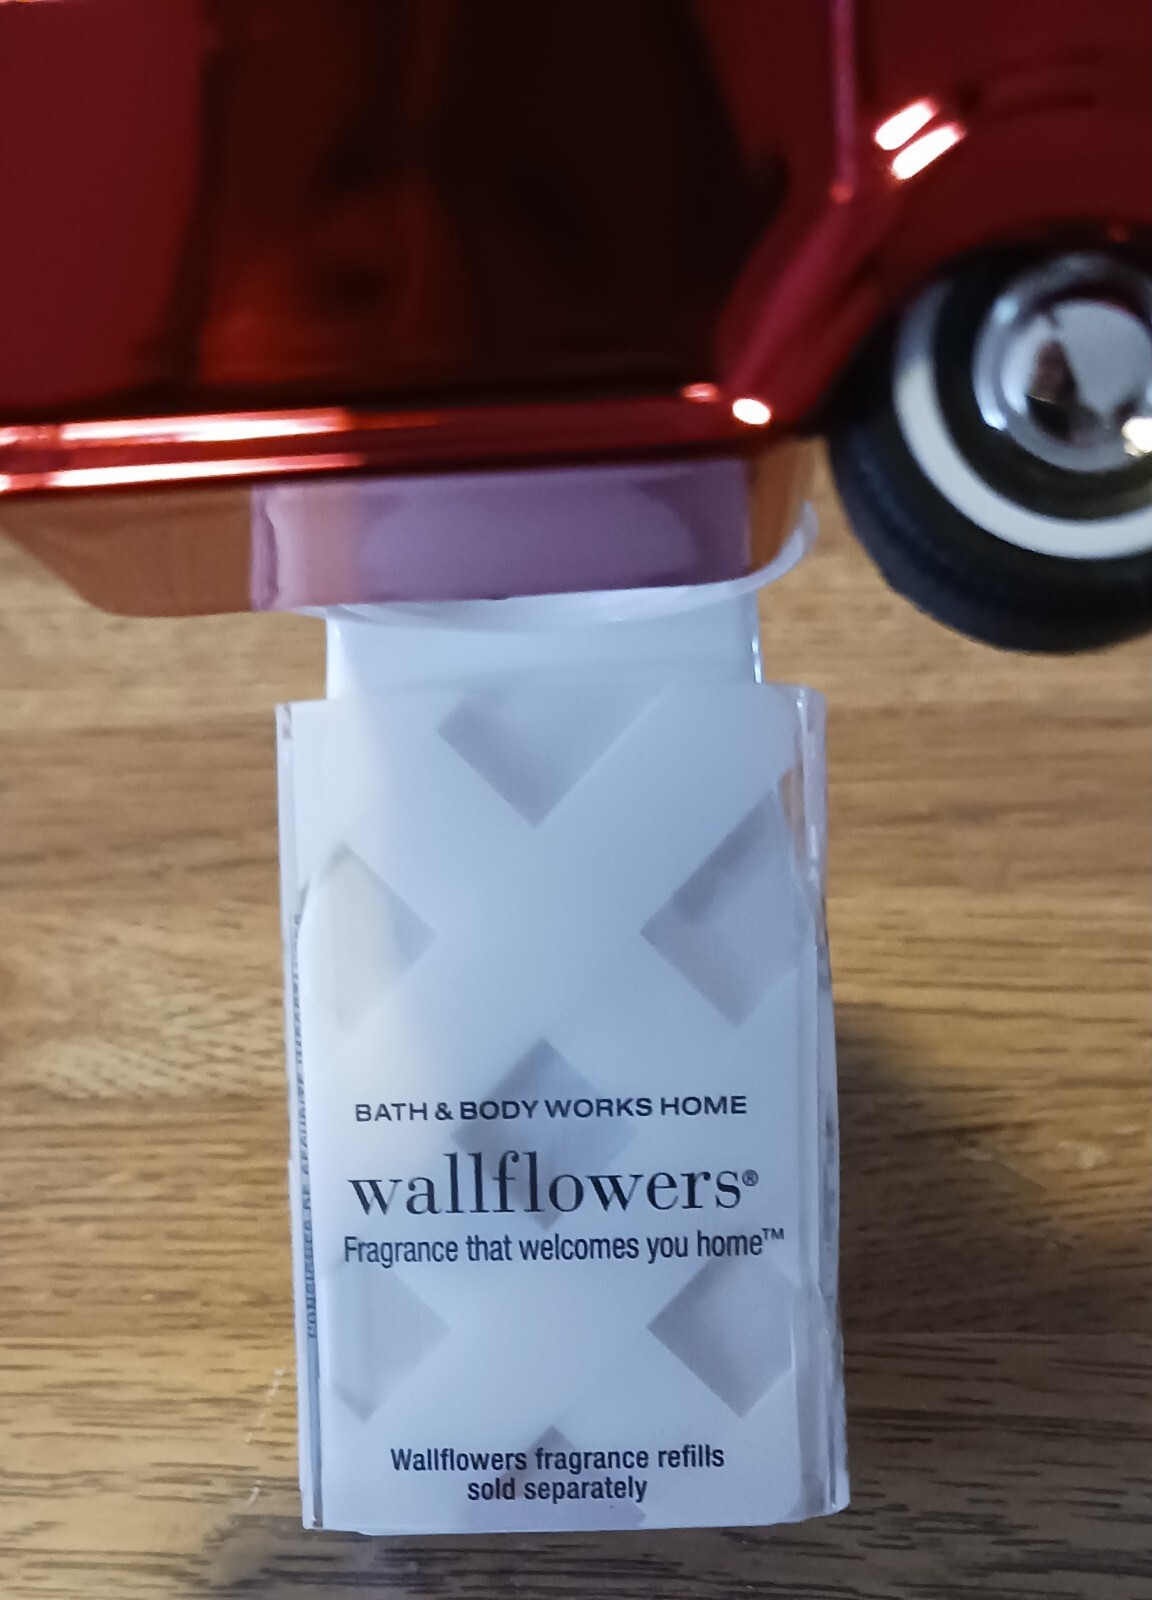 BATH & BODY WORKS HOME
wallflowers®
Fragrance that welcomes you home™
Wallflowers fragrance refills
sold separately